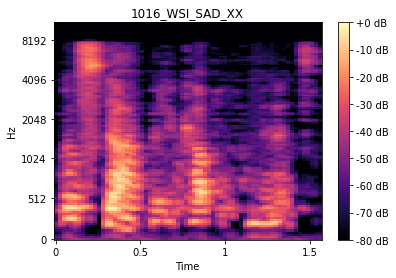 1016_WSI_SAD_XX
+0 dB
8192
-10 dB
4096
-20 dB
-30 dB
2048
Hz
-40 dB
1024
-50 dB
512
-60 dB
-70 dB
0
-80 dB
0
0.5
1
1.5
Time